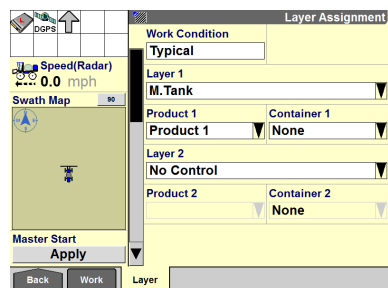 DGPS
Layer Assignment
Work Condition
Typical
Speed(Radar)
0.0 mph
Layer 1
M.Tank
Swath Map 90
Product 1 Container 1
Product 1 None
Layer 2
No Control
Product 2 Container 2
None
Master Start
Apply
Back Work Layer